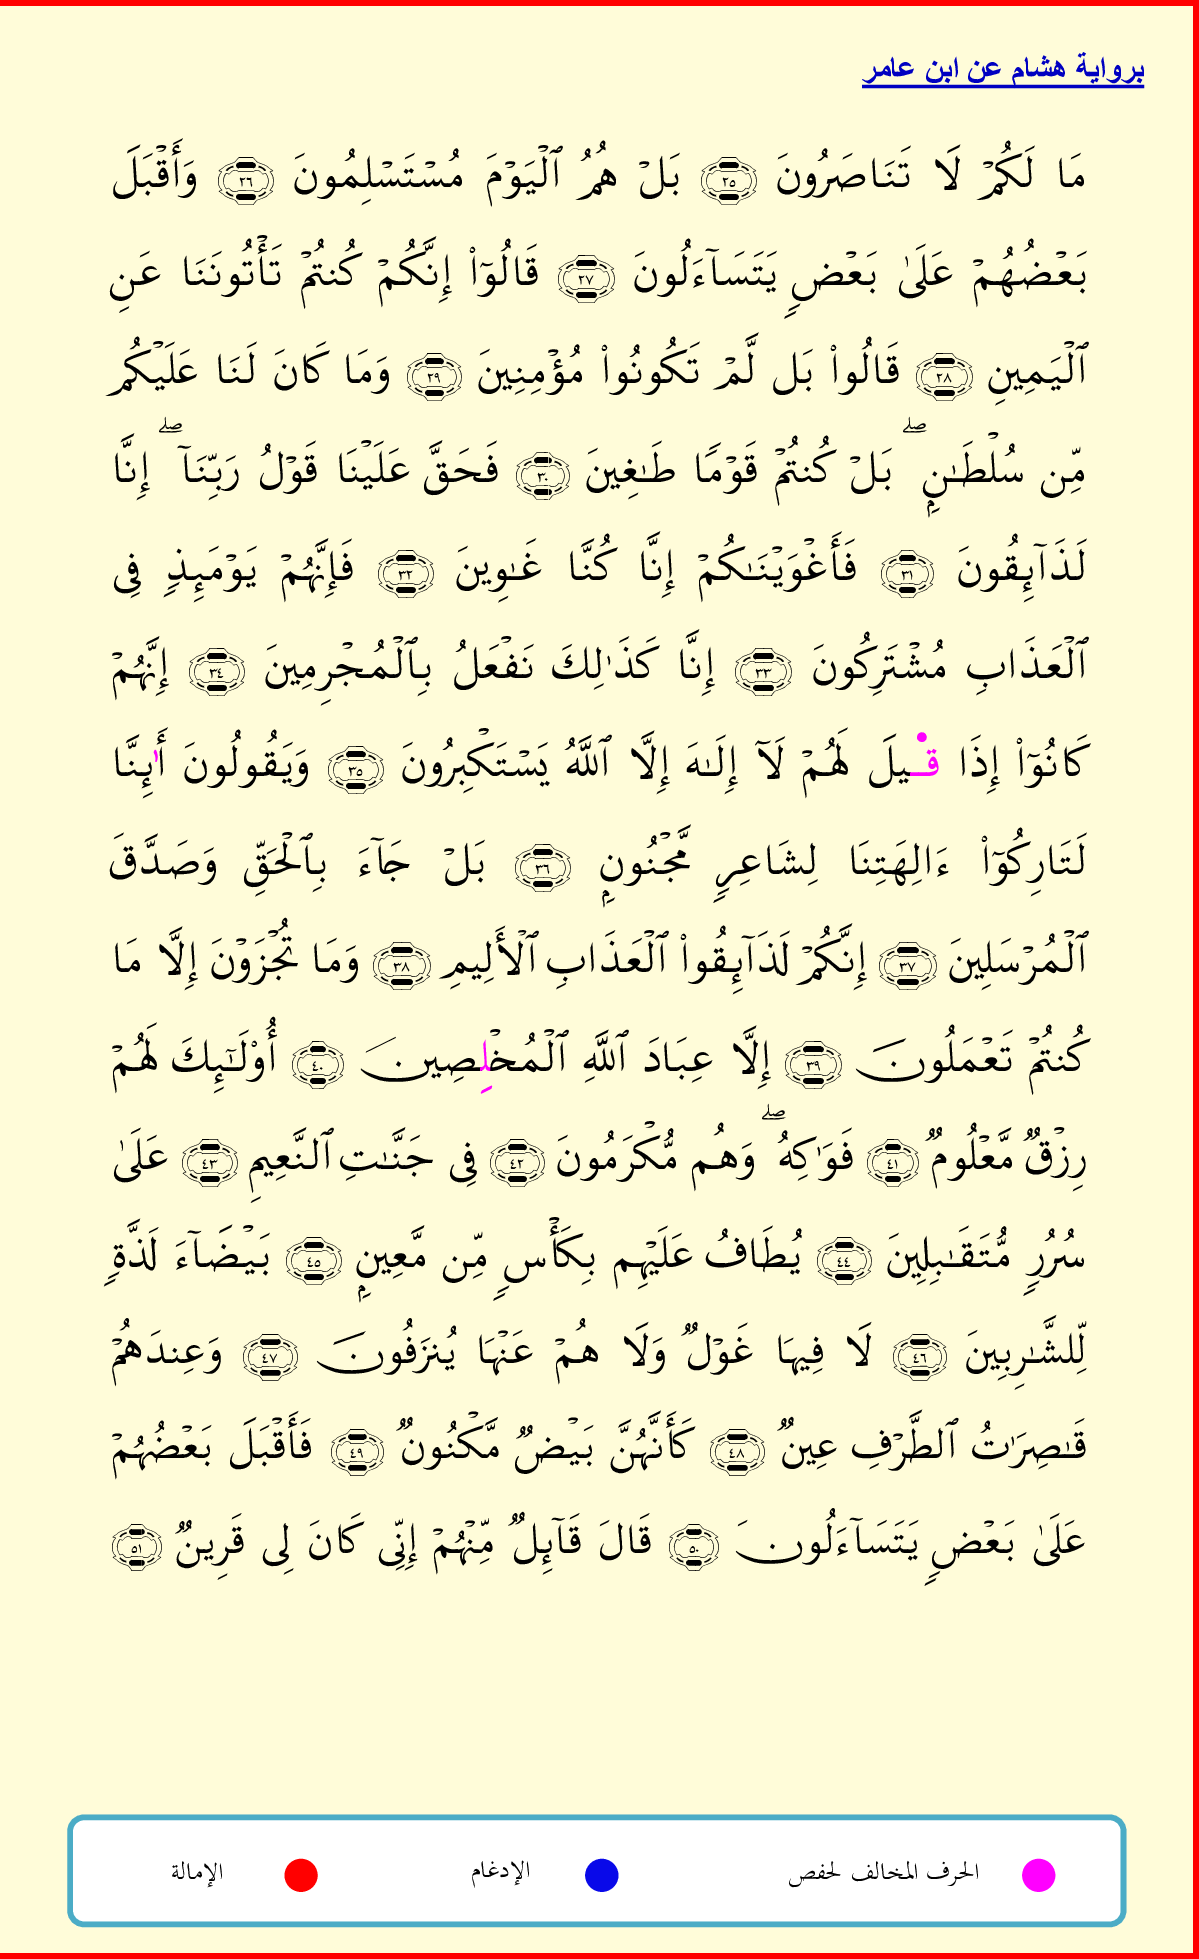 برواية هشام عن ابن عامر
مَا لَكُمۡ لَا تَنَاصَرُونَ ٢٥ بَلۡ هُمُ ٱلۡيَوۡمَ مُسۡتَسۡلِمُونَ ٢٦ وَأَقۡبَلَ
بَعۡضُهُمۡ عَلَىٰ بَعۡضٖ يَتَسَآءَلُونَ ٢٧ قَالُوٓاْ إِنَّكُمۡ كُنتُمۡ تَأۡتُونَنَا عَنِ
ٱلۡيَمِينِ ٢٨ قَالُواْ بَل لَّمۡ تَكُونُواْ مُؤۡمِنِينَ ٢٩ وَمَا كَانَ لَنَا عَلَيۡكُم
مِّن سُلۡطَٰنِۭۖ بَلۡ كُنتُمۡ قَوۡمٗا طَٰغِينَ ٣٠ فَحَقَّ عَلَيۡنَا قَوۡلُ رَبِّنَآۖ إِنَّا
لَذَآئِقُونَ ٣١ فَأَغۡوَيۡنَٰكُمۡ إِنَّا كُنَّا غَٰوِينَ ٣٢ فَإِنَّهُمۡ يَوۡمَئِذٖ فِي
ٱلۡعَذَابِ مُشۡتَرِكُونَ ٣٣ إِنَّا كَذَٰلِكَ نَفۡعَلُ بِٱلۡمُجۡرِمِينَ ٣٤ إِنَّهُمۡ
كَانُوٓاْ إِذَا قِيلَ لَهُمۡ لَآ إِلَٰهَ إِلَّا ٱللَّهُ يَسۡتَكۡبِرُونَ ٣٥ وَيَقُولُونَ أَٰئِنَّا
لَتَارِكُوٓاْ ءَالِهَتِنَا لِشَاعِرٖ مَّجۡنُونِۭ ٣٦ بَلۡ جَآءَ بِٱلۡحَقِّ وَصَدَّقَ
ٱلۡمُرۡسَلِينَ ٣٧ إِنَّكُمۡ لَذَآئِقُواْ ٱلۡعَذَابِ ٱلۡأَلِيمِ ٣٨ وَمَا تُجۡزَوۡنَ إِلَّا مَا
كُنتُمۡ تَعۡمَلُونَ ٣٩ إِلَّا عِبَادَ ٱللَّهِ ٱلۡمُخۡلِصِينَ ٤٠ أُوْلَٰٓئِكَ لَهُمۡ
رِزۡقٞ مَّعۡلُومٞ ٤١ فَوَٰكِهُۖ وَهُم مُّكۡرَمُونَ ٤٢ فِي جَنَّٰتِ ٱلنَّعِيمِ ٤٣ عَلَىٰ
سُرُرٖ مُّتَقَٰبِلِينَ ٤٤ يُطَافُ عَلَيۡهِم بِكَأۡسٖ مِّن مَّعِينِۭ ٤٥ بَيۡضَآءَ لَذَّةٖ
لِّلشَّٰرِبِينَ ٤٦ لَا فِيهَا غَوۡلٞ وَلَا هُمۡ عَنۡهَا يُنزَفُونَ ٤٧ وَعِندَهُمۡ
قَٰصِرَٰتُ ٱلطَّرۡفِ عِينٞ ٤٨ كَأَنَّهُنَّ بَيۡضٞ مَّكۡنُونٞ ٤٩ فَأَقۡبَلَ بَعۡضُهُمۡ
عَلَىٰ بَعۡضٖ يَتَسَآءَلُونَ ٥٠ قَالَ قَآئِلٞ مِّنۡهُمۡ إِنِّي كَانَ لِي قَرِينٞ ٥١
الحرف المخالف لحفص الإدغام الإمالة